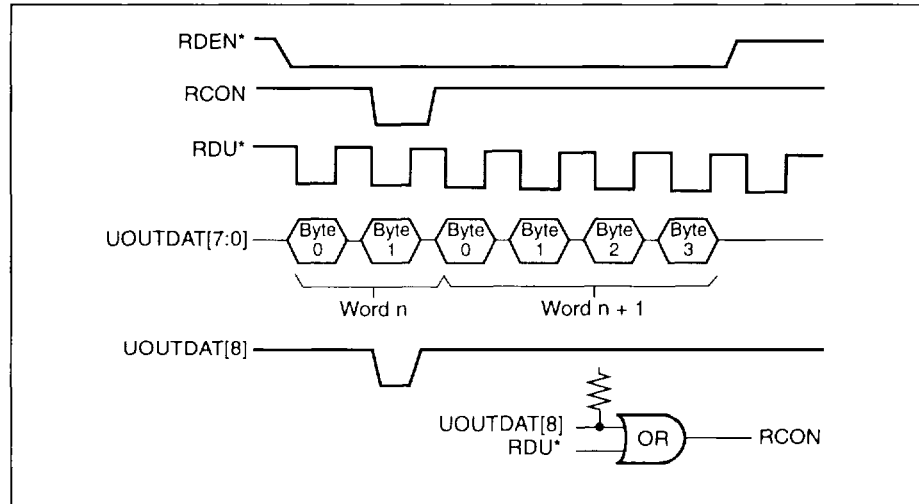 RDEN*
RCON
RDU*
UOUTDAT[7:0]
Byte 0 Byte 1 Byte 0 Byte 1 Byte 2 Byte 3
Word n Word n + 1
UOUTDAT[8]
UOUTDAT[8]
RDU*
OR
RCON